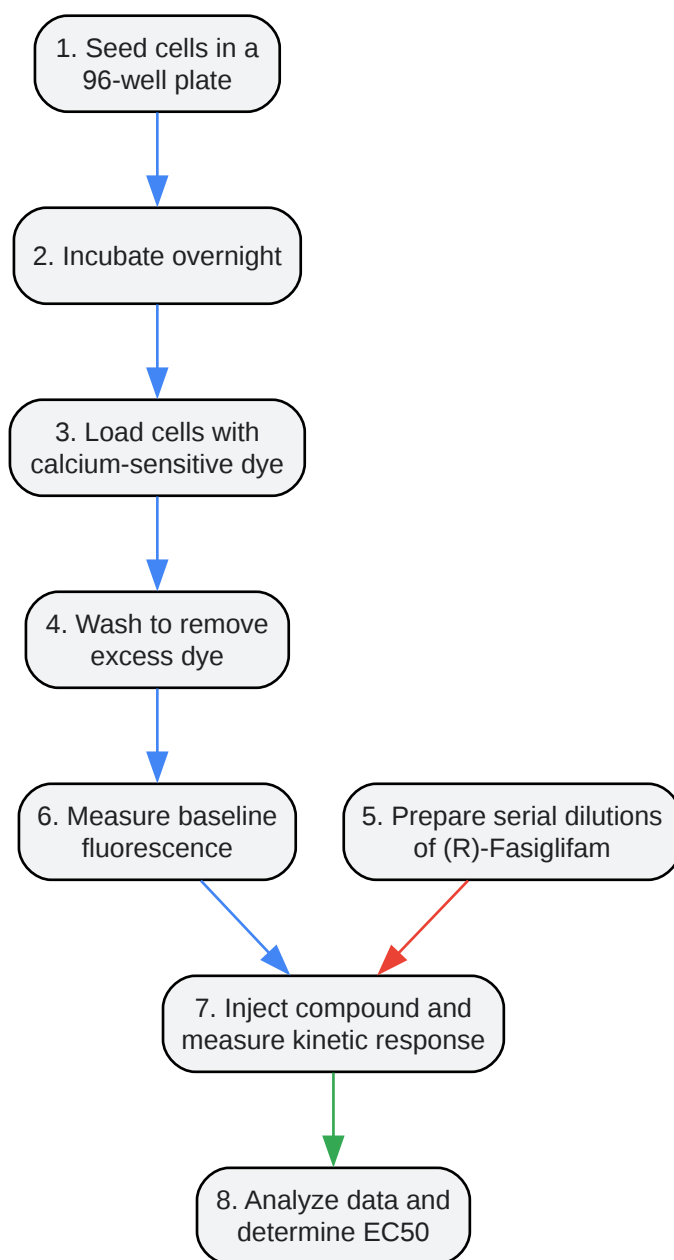 1. Seed cells in a
96-well plate
2. Incubate overnight
3. Load cells with
calcium-sensitive dye
4. Wash to remove
excess dye
6. Measure baseline
fluorescence
5. Prepare serial dilutions
of (R)-Fasiglifam
7. Inject compound and
measure kinetic response
8. Analyze data and
determine EC50